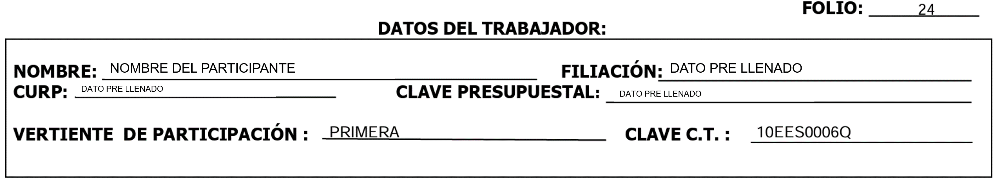 FOLIO: 24
DATOS DEL TRABAJADOR:
NOMBRE: NOMBRE DEL PARTICIPANTE FILIACIÓN: DATO PRE LLENADO
CURP: DATO PRE LLENADO CLAVE PRESUPUESTAL: DATO PRE LLENADO
VERTIENTE DE PARTICIPACIÓN : PRIMERA CLAVE C.T. : 10EES0006Q